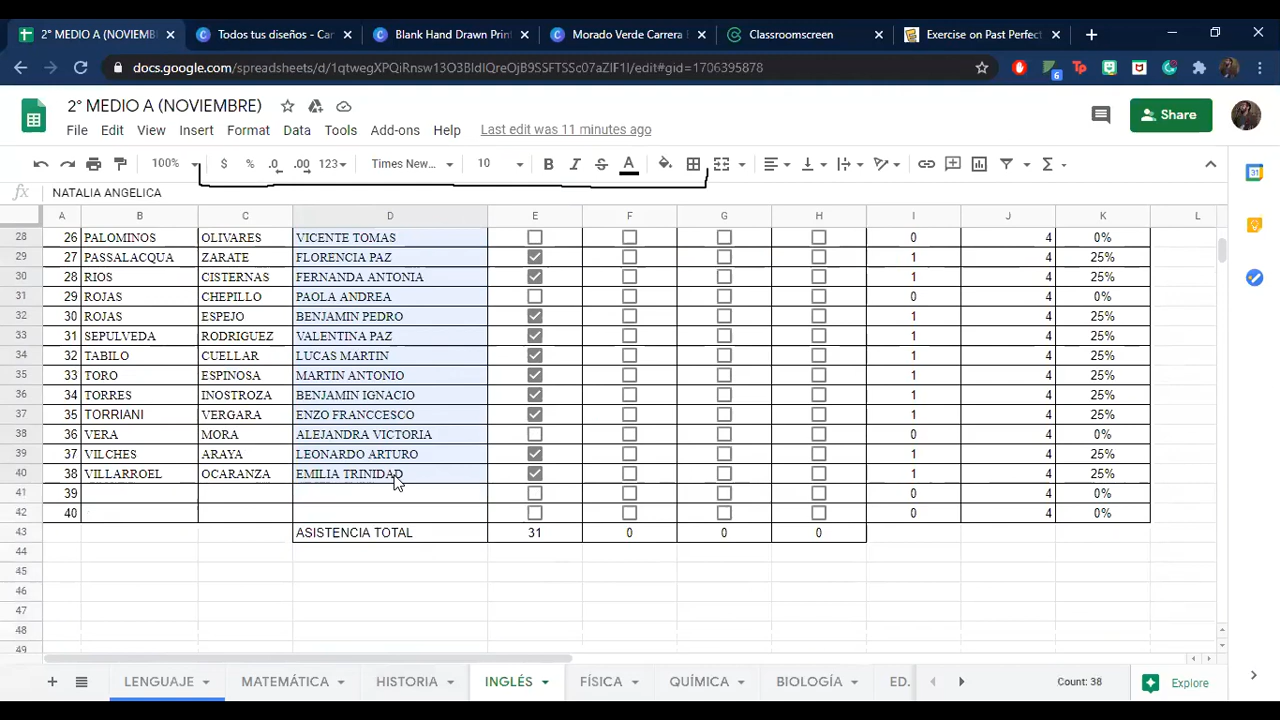 2° MEDIO A (NOVIEMB
Todos tus diseños - Car
Blank Hand Drawn Prin
Morado Verde Carrera
Classroomscreen
Exercise on Past Perfect
docs.google.com/spreadsheets/d/1qtwegXPQiRnsw13O3BIdIQreOjB9SSFTSSc07aZIF1I/edit#gid=1706395878
2° MEDIO A (NOVIEMBRE)
File Edit View Insert Format Data Tools Add-ons Help Last edit was 11 minutes ago
Share
100% $ % .0 .00 123 Times New... 10 B I S A
fx NATALIA ANGELICA
A B C D E F G H I J K L
28 26 PALOMINOS OLIVARES VICENTE TOMAS 0 4 0%
29 27 PASSALACQUA ZARATE FLORENCIA PAZ 1 4 25%
30 28 RIOS CISTERNAS FERNANDA ANTONIA 1 4 25%
31 29 ROJAS CHEPILLO PAOLA ANDREA 0 4 0%
32 30 ROJAS ESPEJO BENJAMIN PEDRO 1 4 25%
33 31 SEPULVEDA RODRIGUEZ VALENTINA PAZ 1 4 25%
34 32 TABILO CUELLAR LUCAS MARTIN 1 4 25%
35 33 TORO ESPINOSA MARTIN ANTONIO 1 4 25%
36 34 TORRES INOSTROZA BENJAMIN IGNACIO 1 4 25%
37 35 TORRIANI VERGARA ENZO FRANCCESCO 1 4 25%
38 36 VERA MORA ALEJANDRA VICTORIA 0 4 0%
39 37 VILCHES ARAYA LEONARDO ARTURO 1 4 25%
40 38 VILLARROEL OCARANZA EMILIA TRINIDAD 1 4 25%
41 39 0 4 0%
42 40 0 4 0%
43 ASISTENCIA TOTAL 31 0 0 0
44
45
46
47
48
49
LENGUAJE MATEMÁTICA HISTORIA INGLÉS FÍSICA QUÍMICA BIOLOGÍA ED. Count: 38 Explore